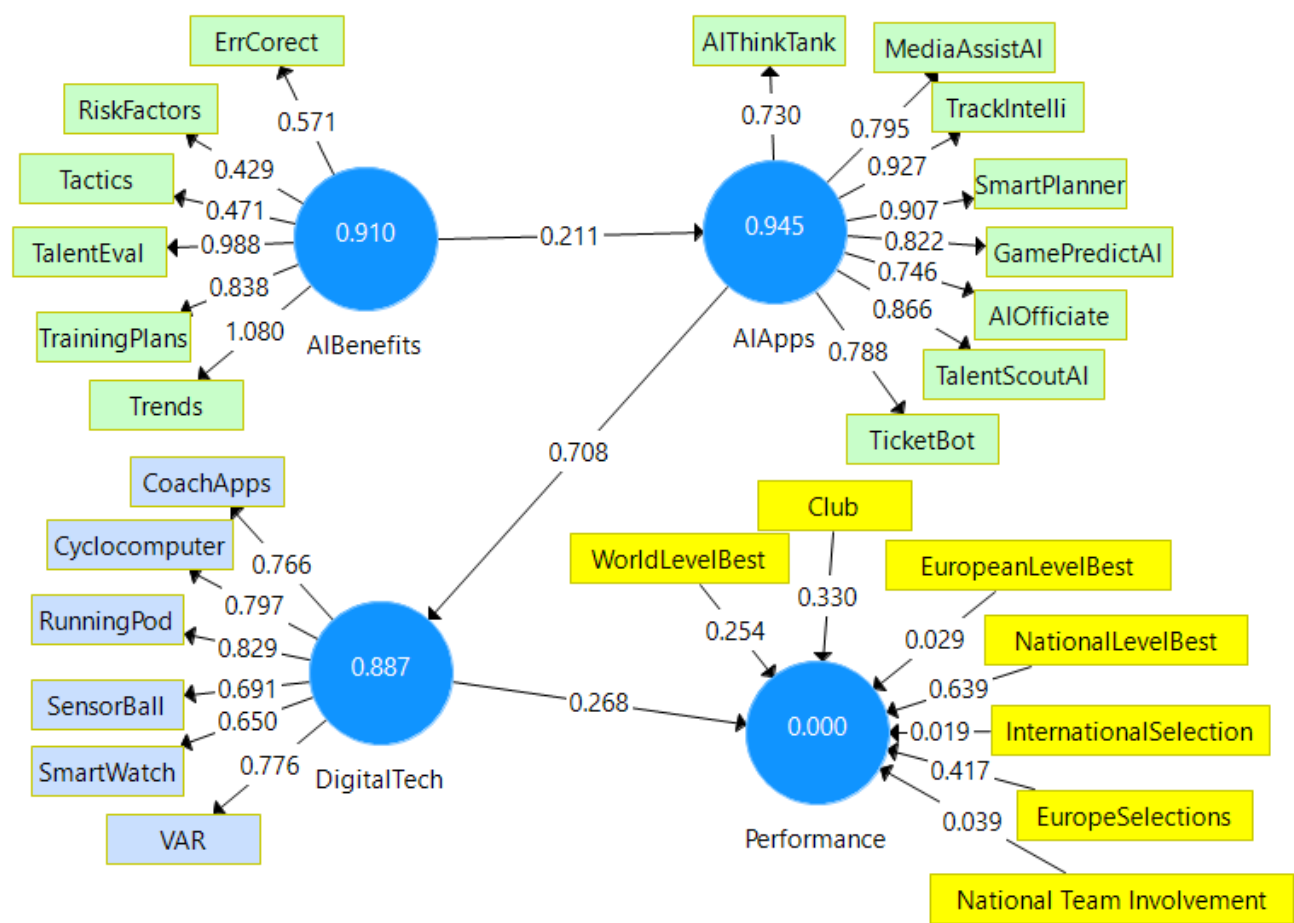 ErrCorect
RiskFactors
0.571
0.429
Tactics
0.471
TalentEval
0.988
0.910
0.838
TrainingPlans
1.080
AIBenefits
Trends
0.211
AIThinkTank
MediaAssistAI
0.730
0.795
TrackIntelli
0.927
SmartPlanner
0.907
0.945
0.822
GamePredictAI
0.746
AIOfficiate
0.866
AIApps
0.788
TalentScoutAI
TicketBot
0.708
CoachApps
Cyclocomputer
0.766
0.797
RunningPod
0.829
0.887
0.691
SensorBall
0.650
SmartWatch
0.776
DigitalTech
VAR
0.268
Club
WorldLevelBest
EuropeanLevelBest
0.330
0.254
0.029
NationalLevelBest
0.639
0.000
0.019
InternationalSelection
0.417
0.039
EuropeSelections
Performance
National Team Involvement